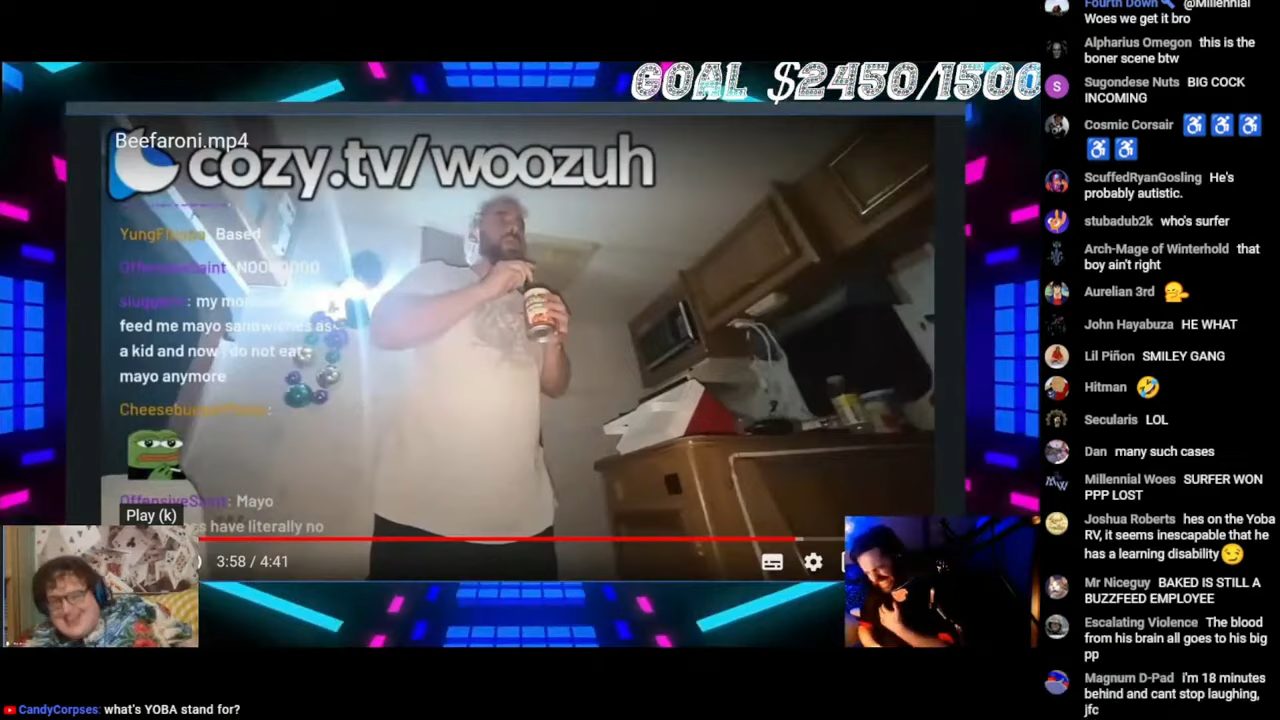 GOAL $2450/1500
Beefaroni.mp4
cozy.tv/woozuh
Based
OffensiveSaint NOOOOOOO
my
feed me mayo sandwiches as
a kid and now I do not eat
mayo anymore
OffensiveSaint: Mayo
have literally no
Play (k)
3:58 / 4:41
CandyCorpses: what's YOBA stand for?
Fourth Down @Millennial
Woes we get it bro
Alpharius Omegon this is the
boner scene btw
S
Sugondese Nuts BIG COCK
INCOMING
Cosmic Corsair ♿ ♿ ♿
♿ ♿
ScuffedRyanGosling He's
probably autistic.
stubadub2k who's surfer
Arch-Mage of Winterhold that
boy ain't right
Aurelian 3rd
John Hayabuza HE WHAT
Lil Piñon SMILEY GANG
Hitman 🤣
Secularis LOL
Dan many such cases
Millennial Woes SURFER WON
PPP LOST
MW
Joshua Roberts hes on the Yoba
RV, it seems inescapable that he
has a learning disability😏
Mr Niceguy BAKED IS STILL A
BUZZFEED EMPLOYEE
Escalating Violence The blood
from his brain all goes to his big
pp
Magnum D-Pad i'm 18 minutes
behind and cant stop laughing,
jfc